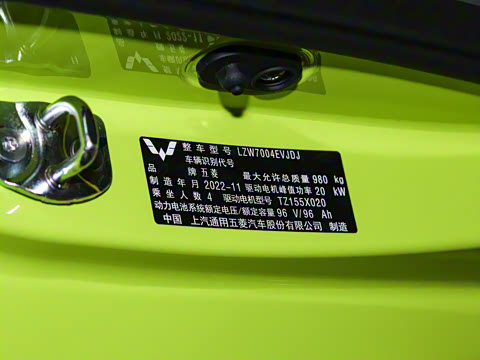 整车型号 LZW7004EVJDJ
车辆识别代号
品 牌 五菱 最大允许总质量 980 kg
制造年月 2022-11 驱动电机峰值功率 20 kW
乘坐人数 4 驱动电机型号 TZ155X020
动力电池系统额定电压/额定容量 96 V/96 Ah
中国 上汽通用五菱汽车股份有限公司 制造